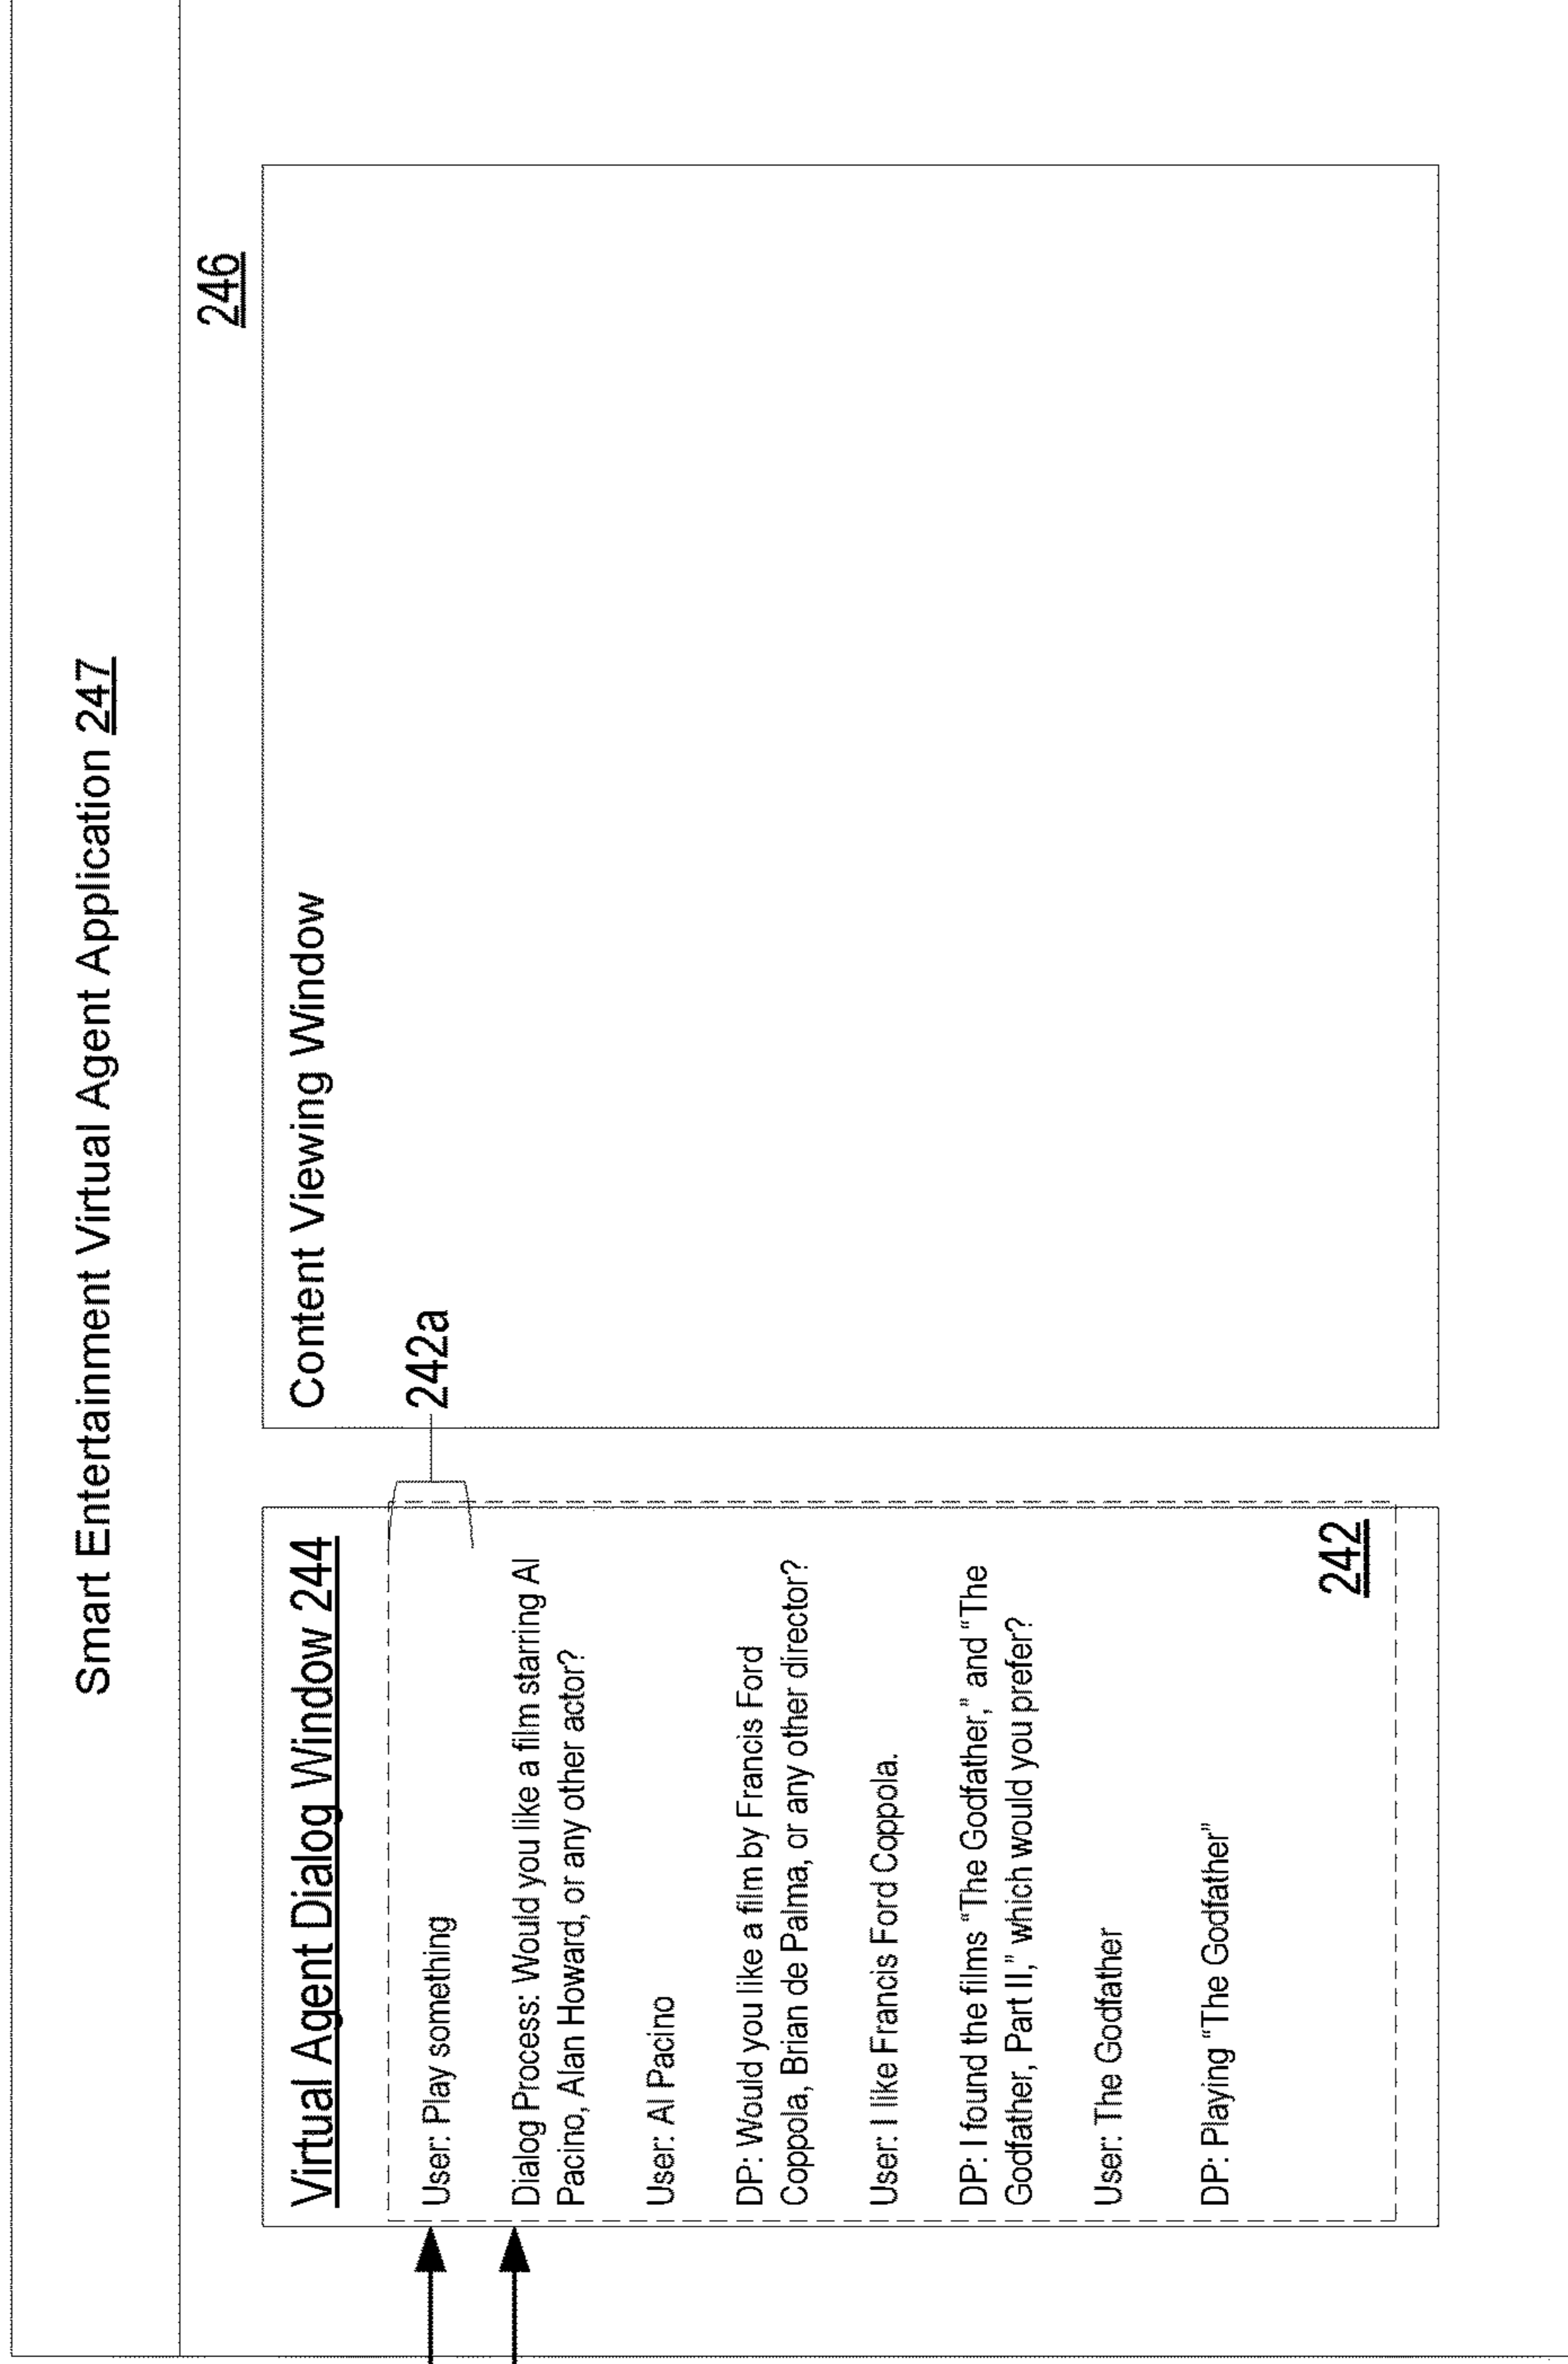 Smart Entertainment Virtual Agent Application 247
246
Virtual Agent Dialog Window 244
User: Play something
Dialog Process: Would you like a film starring Al
Pacino, Alan Howard, or any other actor?
User: Al Pacino
DP: Would you like a film by Francis Ford
Coppola, Brian de Palma, or any other director?
User: I like Francis Ford Coppola.
DP: I found the films “The Godfather,” and “The
Godfather, Part II,” which would you prefer?
User: The Godfather
DP: Playing “The Godfather”
242
242a
Content Viewing Window